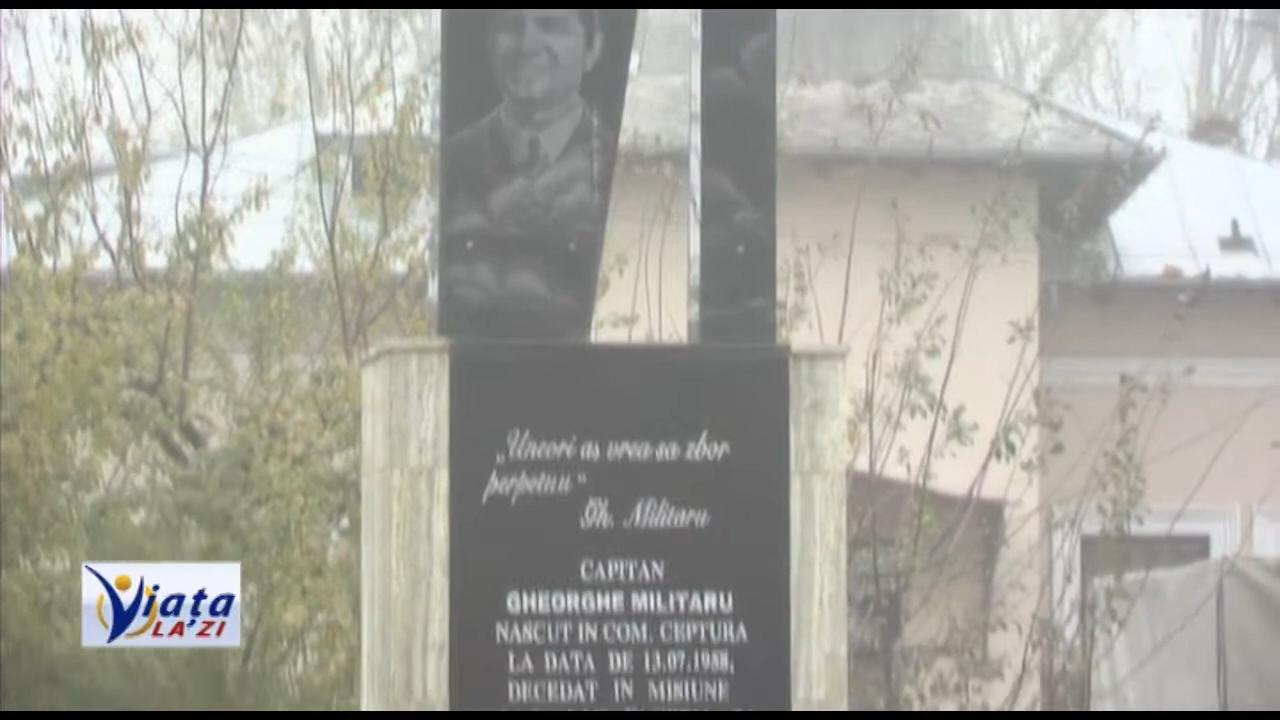 „Uneori as vrea sa zbor
perpetuu“
Gh. Militaru
CAPITAN
GHEORGHE MILITARU
NASCUT IN COM. CEPTURA
LA DATA DE 13.07.1958,
DECEDAT IN MISIUNE
Viața
LA ZI